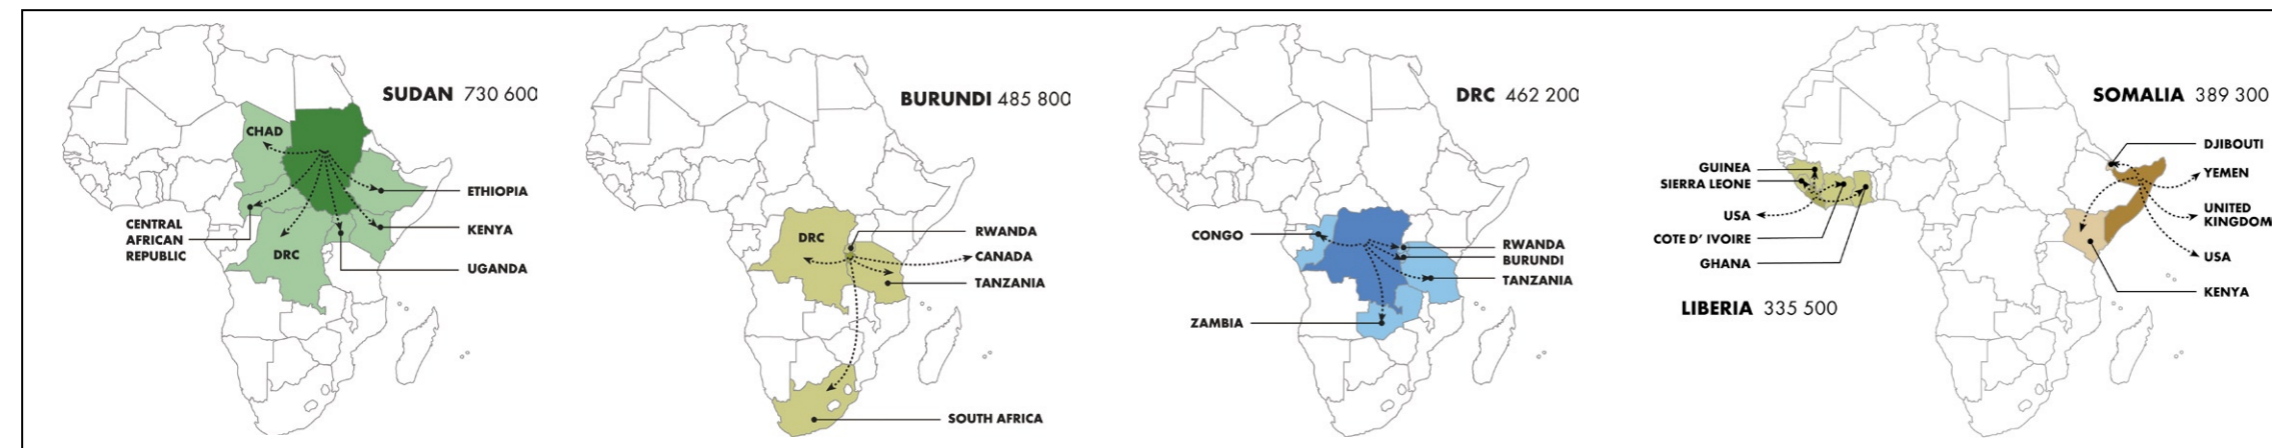 SUDAN 730 600
CHAD
ETHIOPIA
KENYA
CENTRAL
AFRICAN
REPUBLIC
DRC
UGANDA
BURUNDI 485 800
DRC
RWANDA
CANADA
TANZANIA
SOUTH AFRICA
DRC 462 200
CONGO
RWANDA
BURUNDI
TANZANIA
ZAMBIA
SOMALIA 389 300
DJIBOUTI
YEMEN
UNITED
KINGDOM
USA
KENYA
GUINEA
SIERRA LEONE
USA
COTE D' IVOIRE
GHANA
LIBERIA 335 500